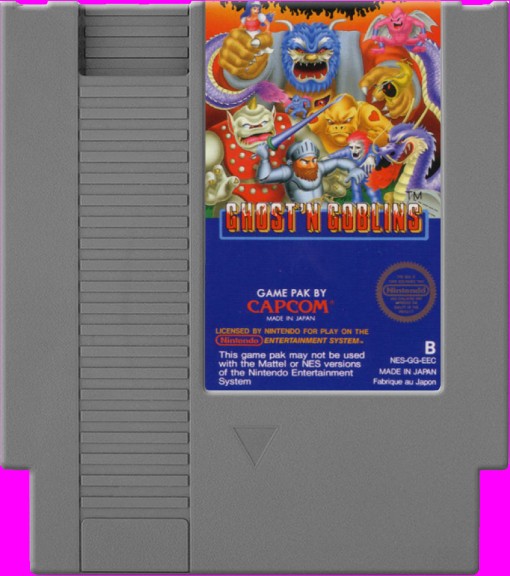 TM
GHOST'N GOBLINS
GAME PAK BY
CAPCOM
MADE IN JAPAN
Nintendo
LICENSED BY NINTENDO FOR PLAY ON THE
Nintendo ENTERTAINMENT SYSTEM™
This game pak may not be used
with the Mattel or NES versions
of the Nintendo Entertainment
System
B
NES-GG-EEC
MADE IN JAPAN
Fabriqué au Japon